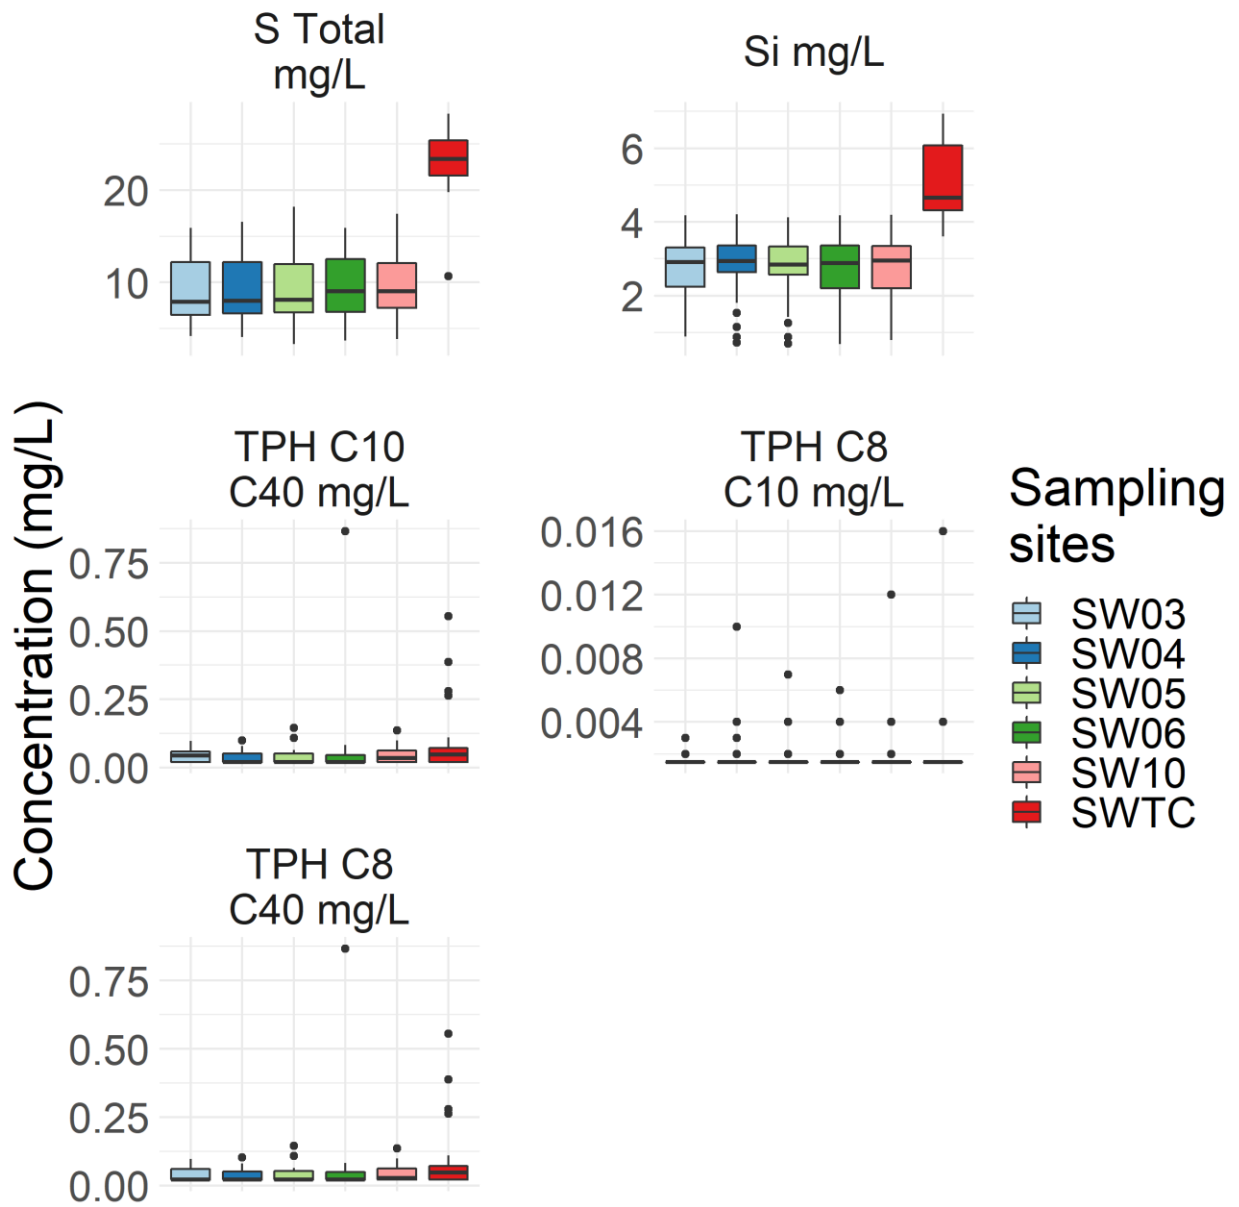 S Total
mg/L
20
10
Si mg/L
6
4
2
Concentration (mg/L)
TPH C10
C40 mg/L
0.75
0.50
0.25
0.00
TPH C8
C10 mg/L
0.016
0.012
0.008
0.004
TPH C8
C40 mg/L
0.75
0.50
0.25
0.00
Sampling
sites
SW03
SW04
SW05
SW06
SW10
SWTC